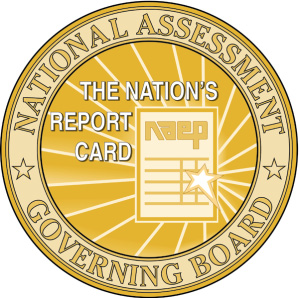 NATIONAL ASSESSMENT
THE NATION'S
REPORT
CARD
naep
GOVERNING BOARD